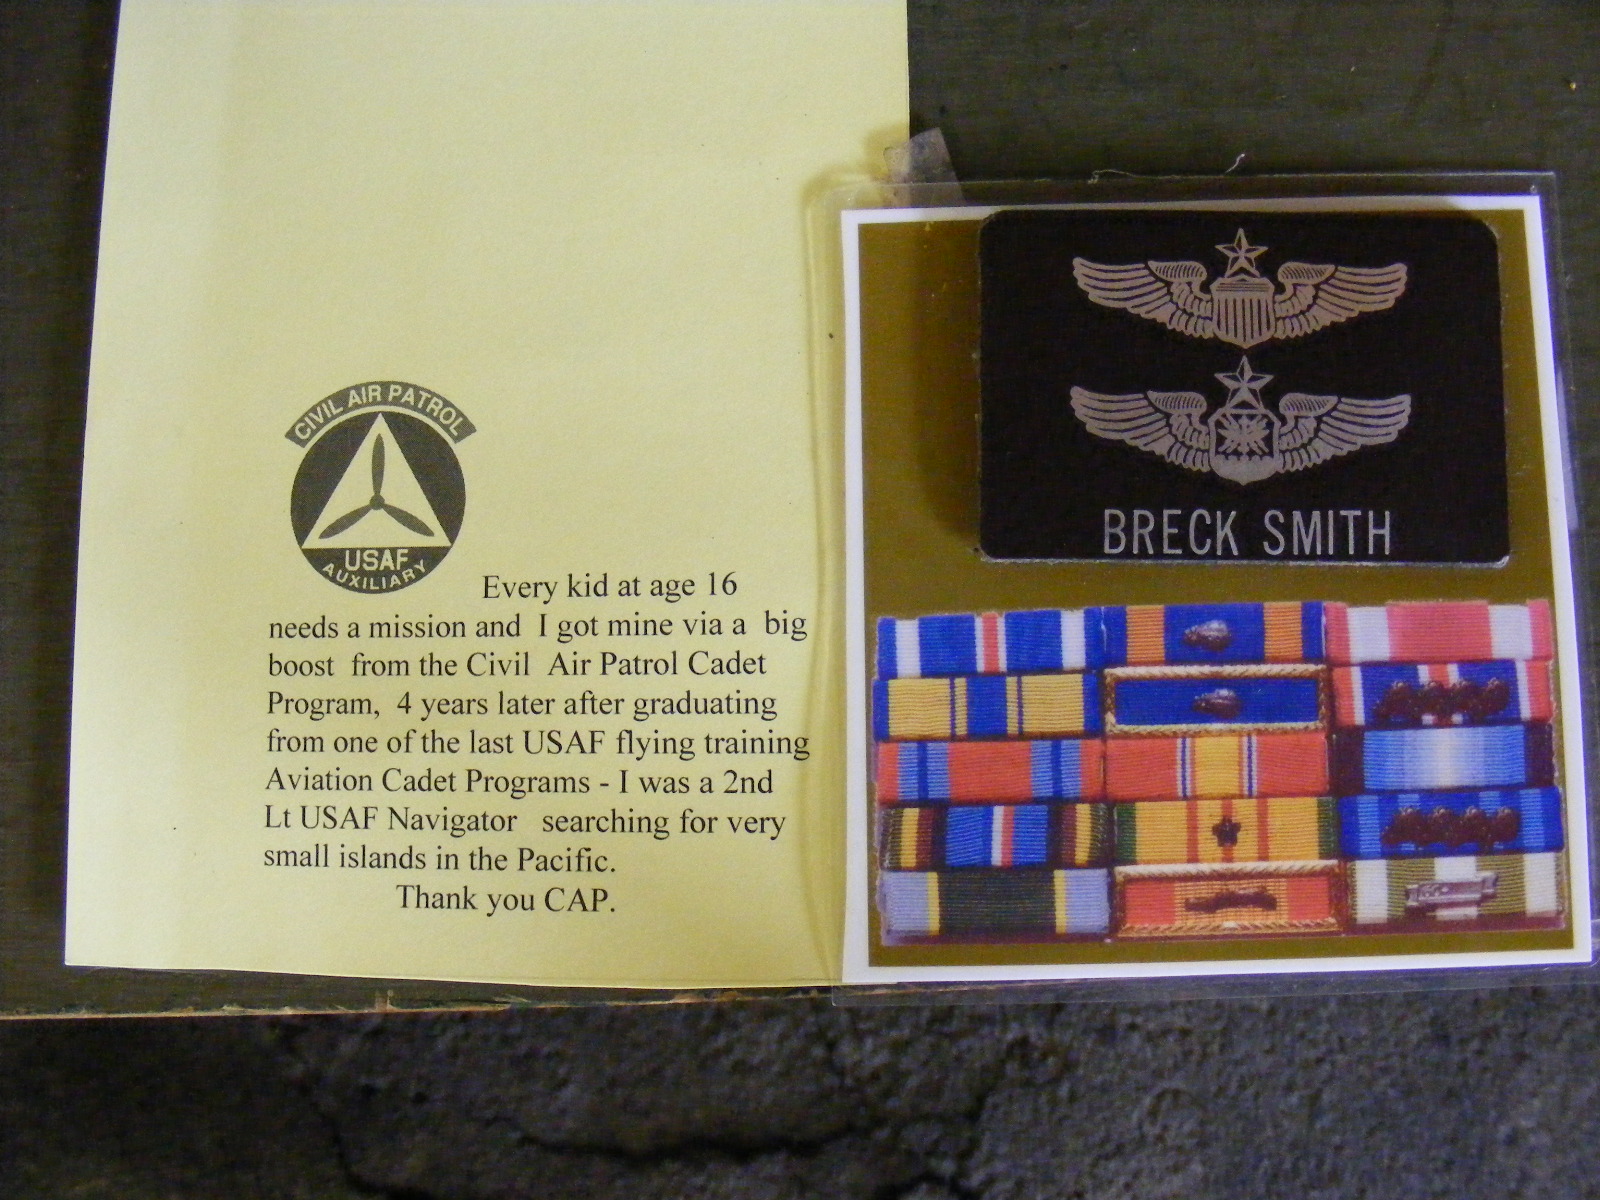 CIVIL AIR PATROL
USAF
AUXILIARY
Every kid at age 16
needs a mission and I got mine via a big
boost from the Civil Air Patrol Cadet
Program, 4 years later after graduating
from one of the last USAF flying training
Aviation Cadet Programs - I was a 2nd
Lt USAF Navigator searching for very
small islands in the Pacific.
Thank you CAP.
BRECK SMITH